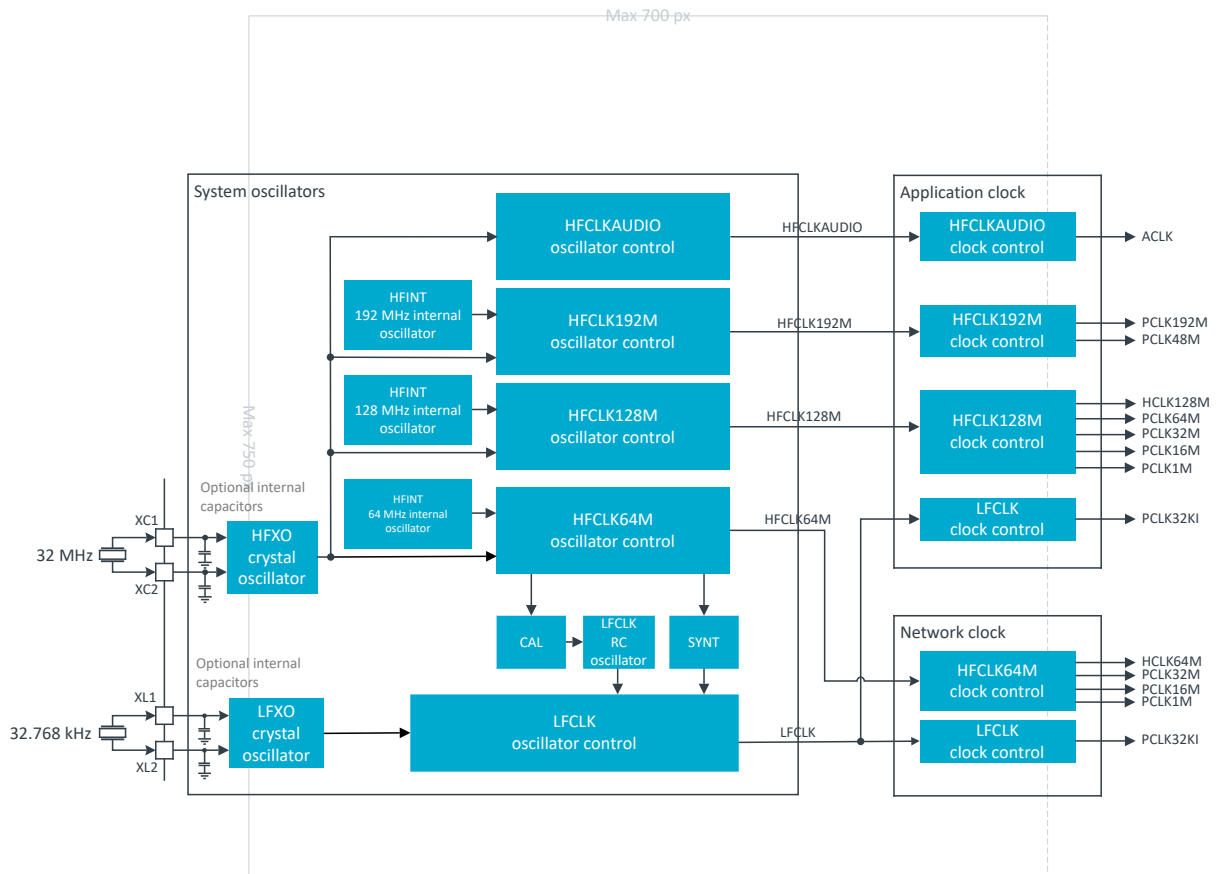 Max 700 px
System oscillators
Application clock
HFCLKAUDIO
oscillator control
HFCLKAUDIO
HFCLKAUDIO
clock control
ACLK
HFINT
192 MHz internal
oscillator
HFCLK192M
oscillator control
HFCLK192M
HFCLK192M
clock control
PCLK192M
PCLK48M
HFINT
128 MHz internal
oscillator
HFCLK128M
oscillator control
HFCLK128M
HFCLK128M
clock control
HCLK128M
PCLK64M
PCLK32M
PCLK16M
PCLK1M
Max 750 p
Optional internal
capacitors
HFINT
64 MHz internal
oscillator
HFCLK64M
oscillator control
HFCLK64M
LFCLK
clock control
PCLK32KI
XC1
32 MHz
XC2
HFXO
crystal
oscillator
CAL
LFCLK
RC
oscillator
SYNT
Network clock
HFCLK64M
clock control
HCLK64M
PCLK32M
PCLK16M
PCLK1M
Optional internal
capacitors
XL1
32.768 kHz
XL2
LFXO
crystal
oscillator
LFCLK
oscillator control
LFCLK
LFCLK
clock control
PCLK32KI